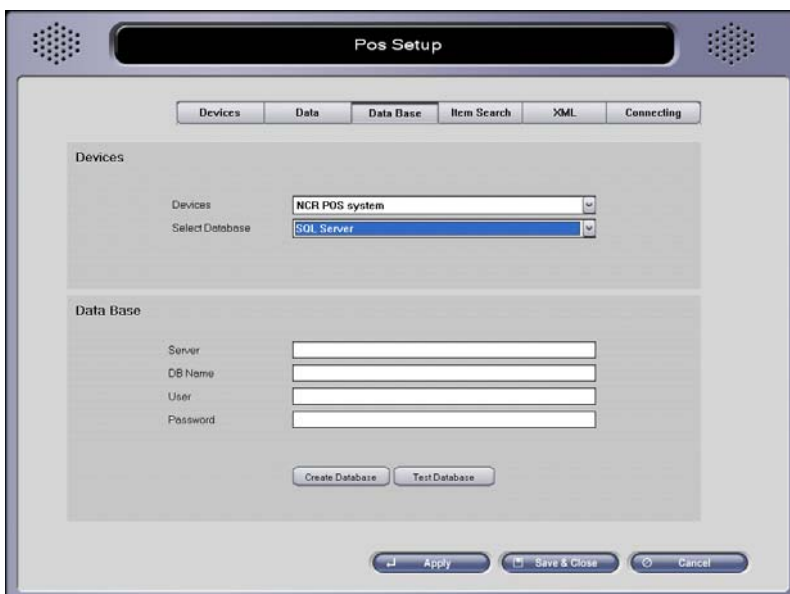 Pos Setup
Devices Data Data Base Item Search XML Connecting
Devices
Devices NCR POS system
Select Database SQL Server
Data Base
Server
DB Name
User
Password
Create Database Test Database
Apply Save & Close Cancel